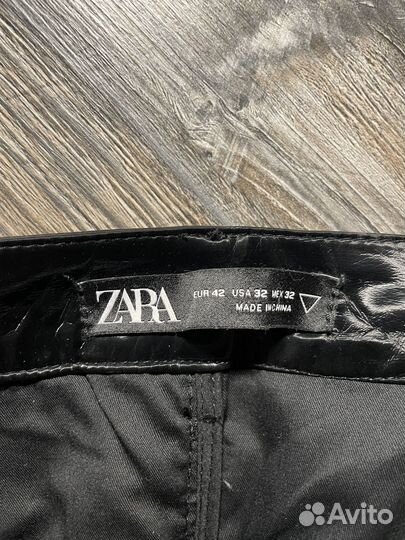 ZARA
EUR 42 USA 32 MEX 32
MADE IN CHINA
Avito